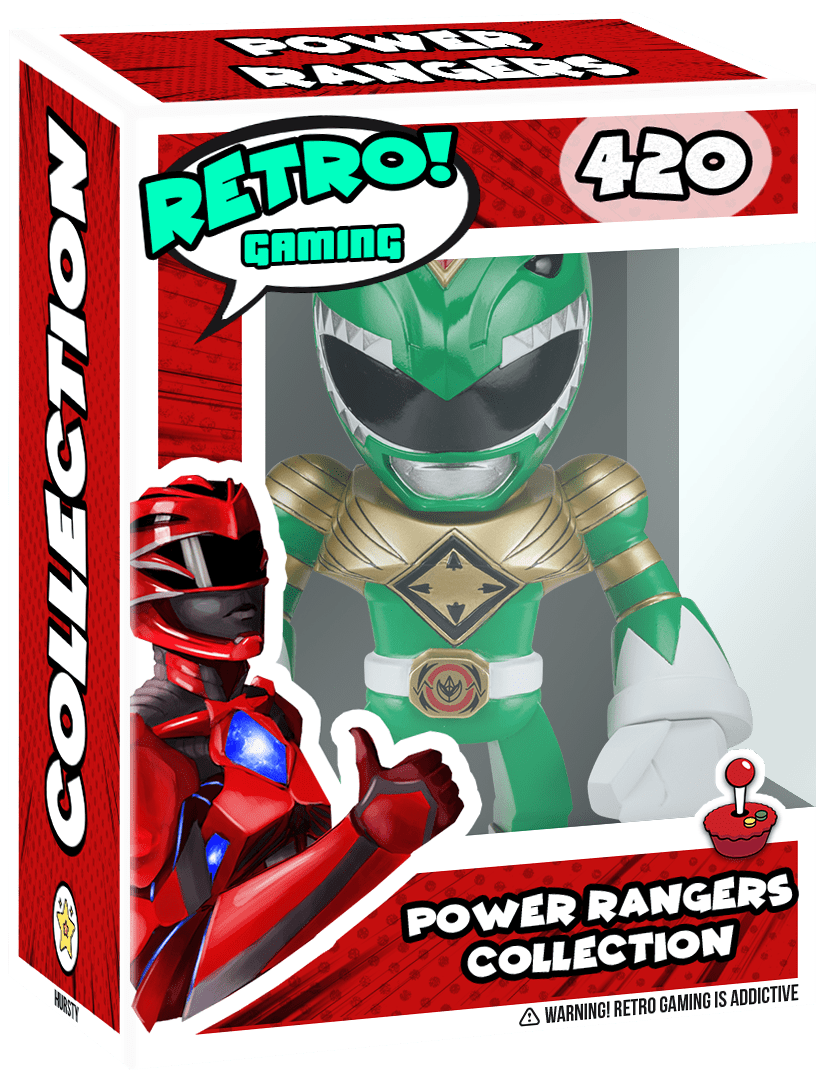 POWER
RANGERS
COLLECTION
RETRO!
GAMING
420
POWER RANGERS
COLLECTION
WARNING! RETRO GAMING IS ADDICTIVE
HURSTY